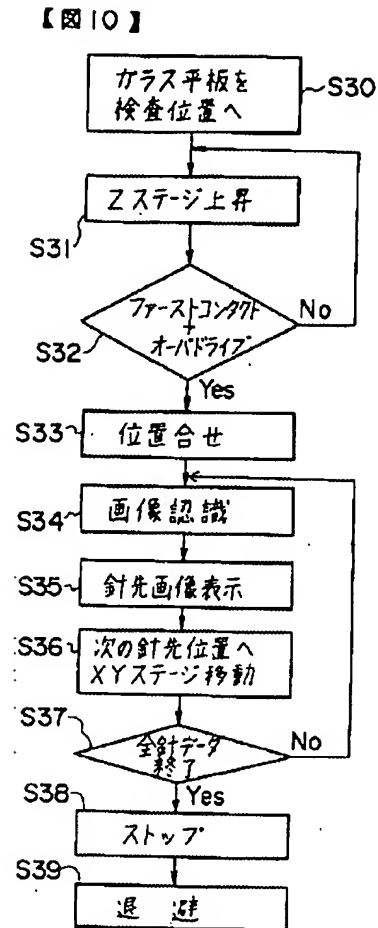 【図10】
ガラス平板を
検査位置へ
S30
Zステージ上昇
S31
ファーストコンタクト
+
オーバドライブ
No
S32
Yes
S33
位置合せ
S34
画像認識
S35
針先画像表示
S36
次の針先位置へ
XYステージ移動
S37
全針データ
終了
No
Yes
S38
ストップ
S39
退 避